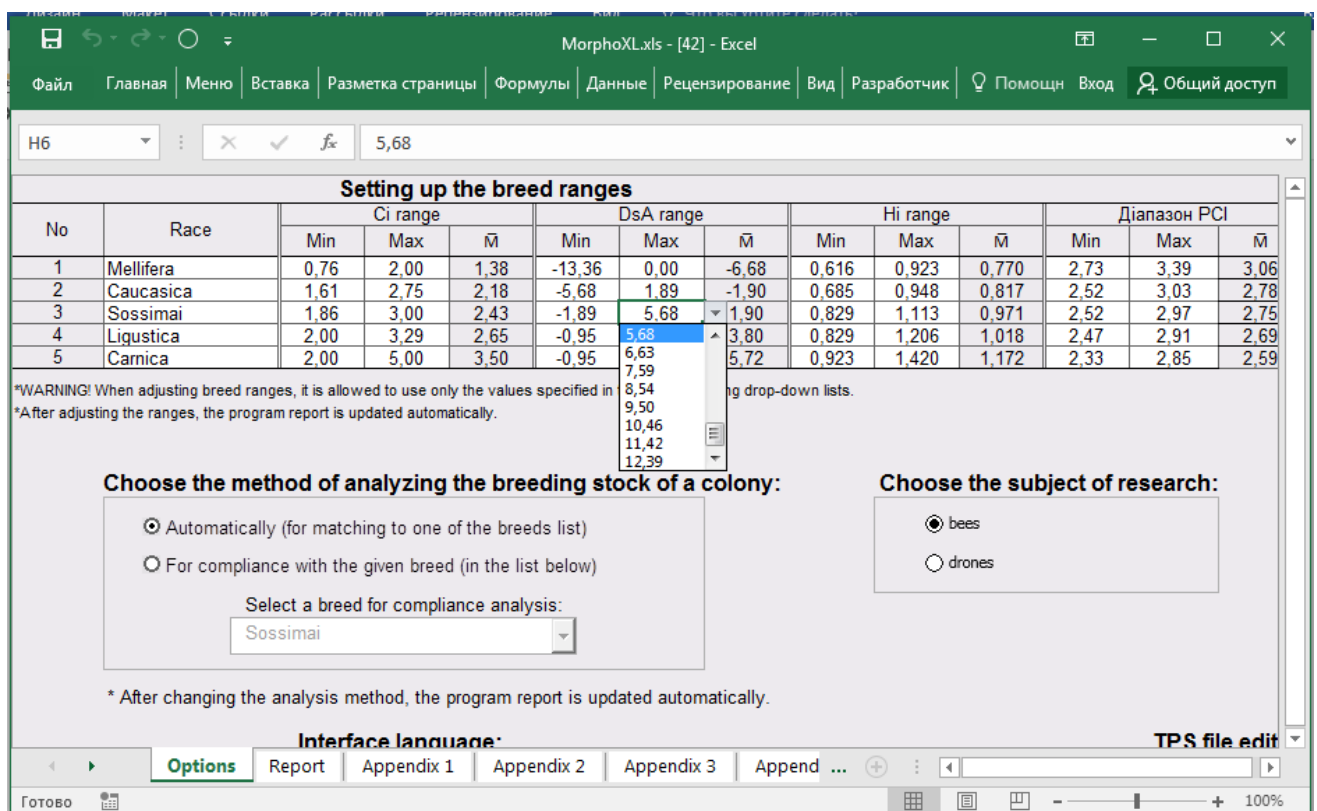 MorphoXL.xls - [42] - Excel
Файл Главная Меню Вставка Разметка страницы Формулы Данные Рецензирование Вид Разработчик Помощн Вход Общий доступ
H6 fx 5,68
Setting up the breed ranges
No Race Ci range DsA range Hi range Діапазон PCI
Min Max M̄ Min Max M̄ Min Max M̄ Min Max M̄
1 Mellifera 0,76 2,00 1,38 -13,36 0,00 -6,68 0,616 0,923 0,770 2,73 3,39 3,06
2 Caucasica 1,61 2,75 2,18 -5,68 1,89 -1,90 0,685 0,948 0,817 2,52 3,03 2,78
3 Sossimai 1,86 3,00 2,43 -1,89 5,68 1,90 0,829 1,113 0,971 2,52 2,97 2,75
4 Ligustica 2,00 3,29 2,65 -0,95 5,68 3,80 0,829 1,206 1,018 2,47 2,91 2,69
5 Carnica 2,00 5,00 3,50 -0,95 6,63 5,72 0,923 1,420 1,172 2,33 2,85 2,59
7,59
8,54
9,50
10,46
11,42
12,39
*WARNING! When adjusting breed ranges, it is allowed to use only the values specified in ng drop-down lists.
*After adjusting the ranges, the program report is updated automatically.
Choose the method of analyzing the breeding stock of a colony:
Automatically (for matching to one of the breeds list)
For compliance with the given breed (in the list below)
Select a breed for compliance analysis:
Sossimai
Choose the subject of research:
bees
drones
* After changing the analysis method, the program report is updated automatically.
Interface language: TPS file edit
Options Report Appendix 1 Appendix 2 Appendix 3 Append ...
Готово 100%